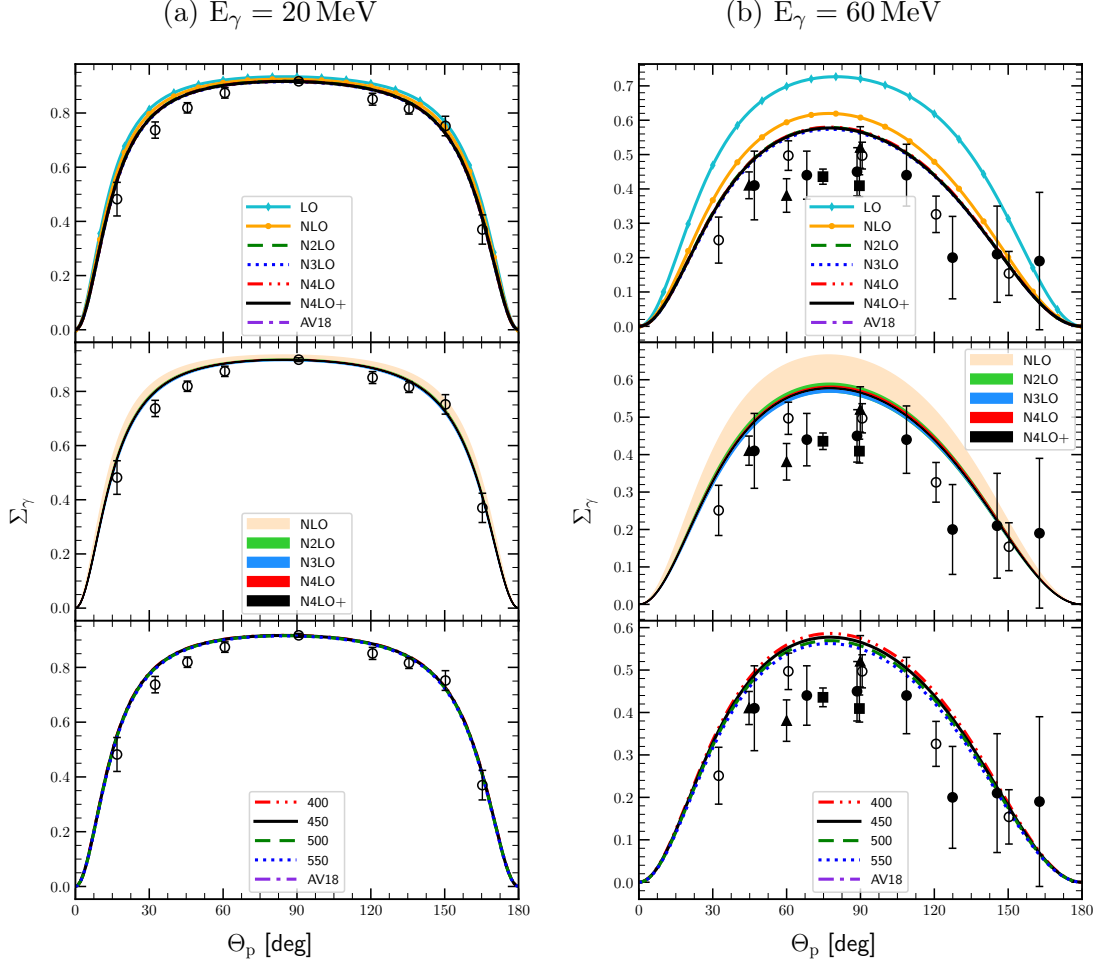 (a) E_γ = 20 MeV
(b) E_γ = 60 MeV
0.8
0.6
0.4
0.2
0.0
LO
NLO
N2LO
N3LO
N4LO
N4LO+
AV18
0.7
0.6
0.5
0.4
0.3
0.2
0.1
0.0
LO
NLO
N2LO
N3LO
N4LO
N4LO+
AV18
Σ_γ
0.8
0.6
0.4
0.2
0.0
NLO
N2LO
N3LO
N4LO
N4LO+
Σ_γ
0.6
0.5
0.4
0.3
0.2
0.1
0.0
NLO
N2LO
N3LO
N4LO
N4LO+
0.8
0.6
0.4
0.2
0.0
400
450
500
550
AV18
0 30 60 90 120 150 180
Θ_p [deg]
0.6
0.5
0.4
0.3
0.2
0.1
0.0
400
450
500
550
AV18
0 30 60 90 120 150 180
Θ_p [deg]